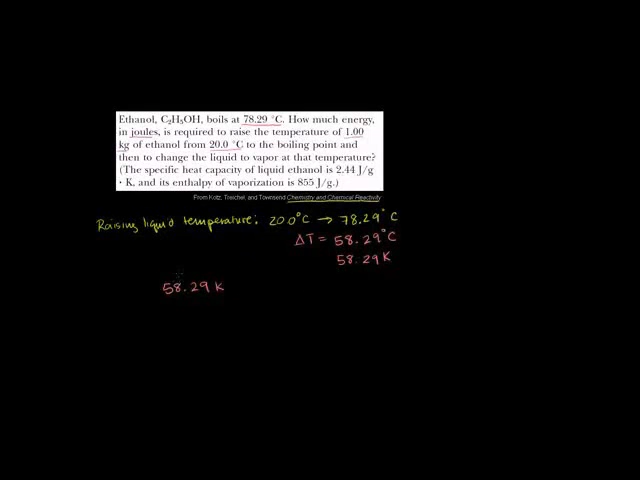 Ethanol, C₂H₅OH, boils at 78.29 °C. How much energy,
in joules, is required to raise the temperature of 1.00
kg of ethanol from 20.0 °C to the boiling point and
then to change the liquid to vapor at that temperature?
(The specific heat capacity of liquid ethanol is 2.44 J/g
· K, and its enthalpy of vaporization is 855 J/g.)
From Kotz, Treichel, and Townsend Chemistry and Chemical Reactivity
Raising liquid temperature: 20.0°C → 78.29°C
ΔT = 58.29°C
58.29K
58.29K